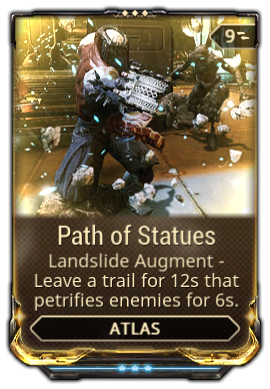 9
Path of Statues
Landslide Augment -
Leave a trail for 12s that
petrifies enemies for 6s.
ATLAS